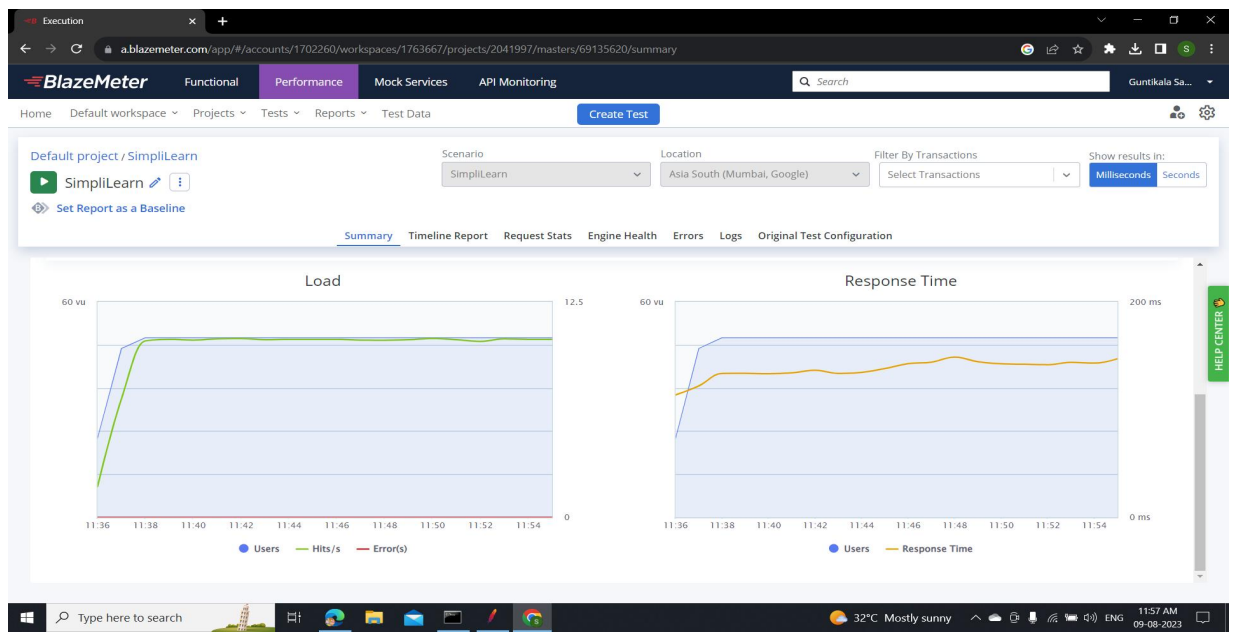 Execution
a.blazemeter.com/app/#/accounts/1702260/workspaces/1763667/projects/2041997/masters/69135620/summary
S
BlazeMeter Functional Performance Mock Services API Monitoring Search Guntikala Sa...
Home Default workspace Projects Tests Reports Test Data Create Test
Default project / SimpliLearn
SimpliLearn
Set Report as a Baseline
Scenario
SimpliLearn
Location
Asia South (Mumbai, Google)
Filter By Transactions
Select Transactions
Show results in:
Milliseconds Seconds
Summary Timeline Report Request Stats Engine Health Errors Logs Original Test Configuration
Load
60 vu 12.5
0
11:36 11:38 11:40 11:42 11:44 11:46 11:48 11:50 11:52 11:54
Users Hits/s Error(s)
Response Time
60 vu 200 ms
0 ms
11:36 11:38 11:40 11:42 11:44 11:46 11:48 11:50 11:52 11:54
Users Response Time
HELP CENTER
Type here to search
32°C Mostly sunny ENG
11:57 AM
09-08-2023